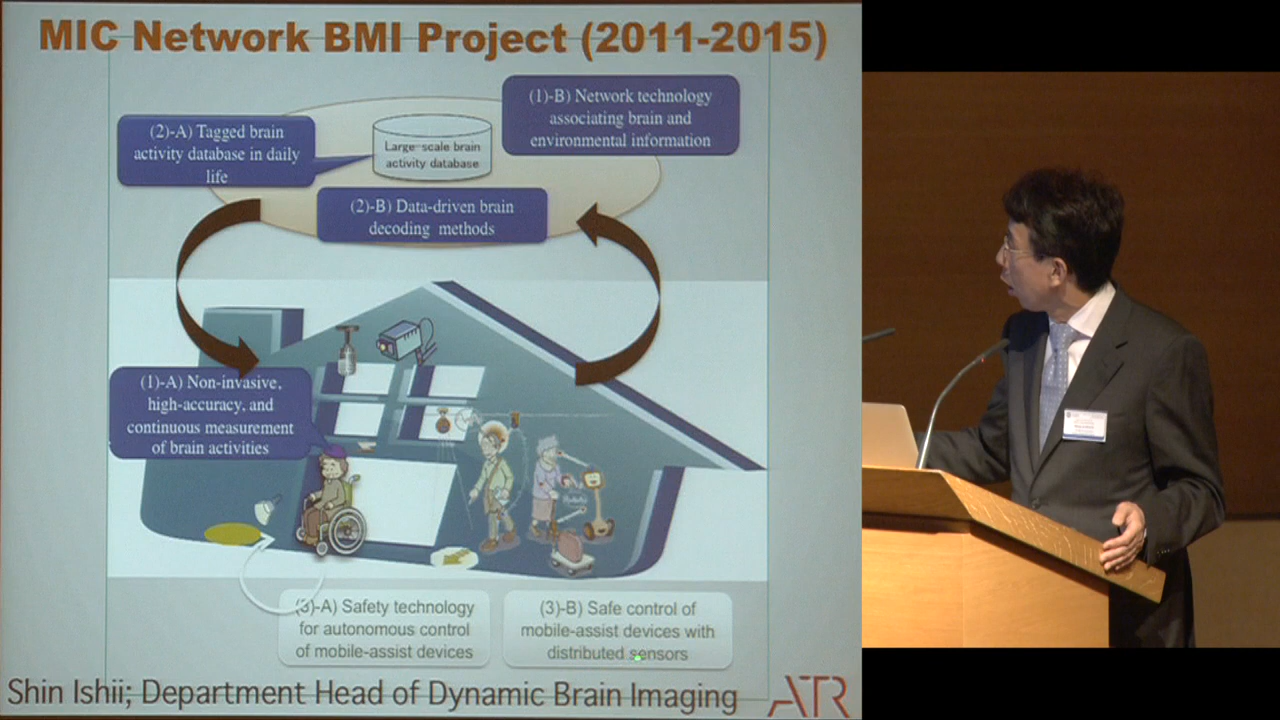 MIC Network BMI Project (2011-2015)
(1)-B) Network technology
associating brain and
environmental information
(2)-A) Tagged brain
activity database in daily
life
Large-scale brain
activity database
(2)-B) Data-driven brain
decoding methods
(1)-A) Non-invasive,
high-accuracy, and
continuous measurement
of brain activities
(3)-A) Safety technology
for autonomous control
of mobile-assist devices
(3)-B) Safe control of
mobile-assist devices with
distributed sensors
Shin Ishii; Department Head of Dynamic Brain Imaging
ATR